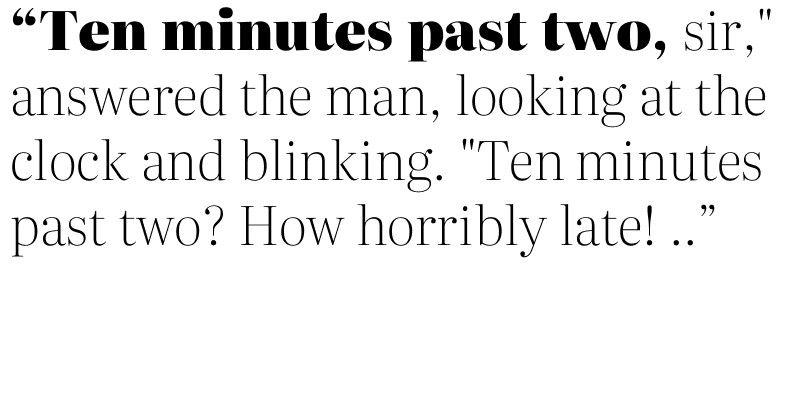 “Ten minutes past two, sir,"
answered the man, looking at the
clock and blinking. "Ten minutes
past two? How horribly late! ..”